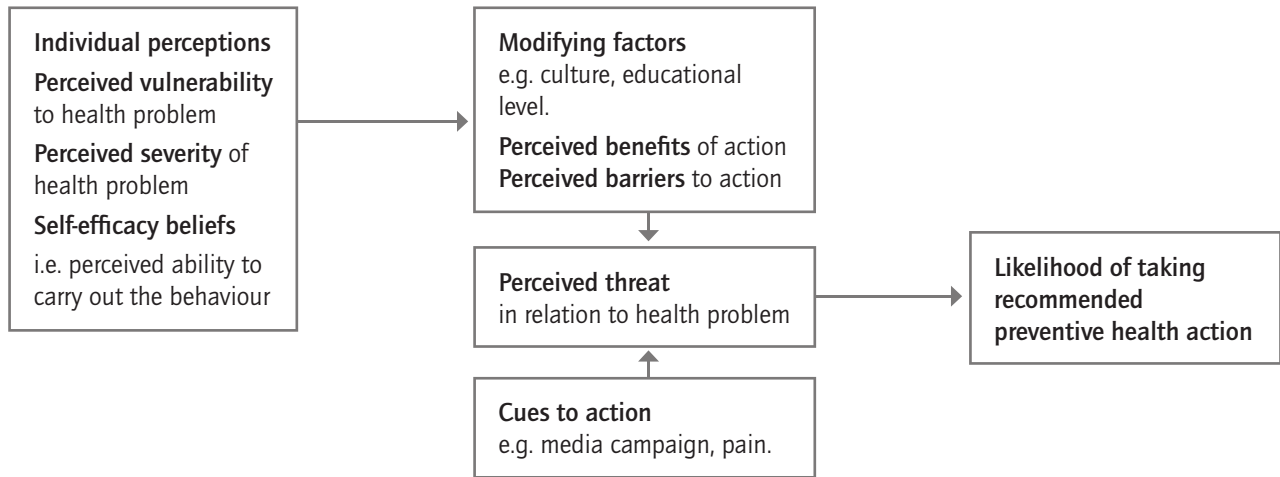 Individual perceptions
Perceived vulnerability
to health problem
Perceived severity of
health problem
Self-efficacy beliefs
i.e. perceived ability to
carry out the behaviour
Modifying factors
e.g. culture, educational
level.
Perceived benefits of action
Perceived barriers to action
Perceived threat
in relation to health problem
Cues to action
e.g. media campaign, pain.
Likelihood of taking
recommended
preventive health action